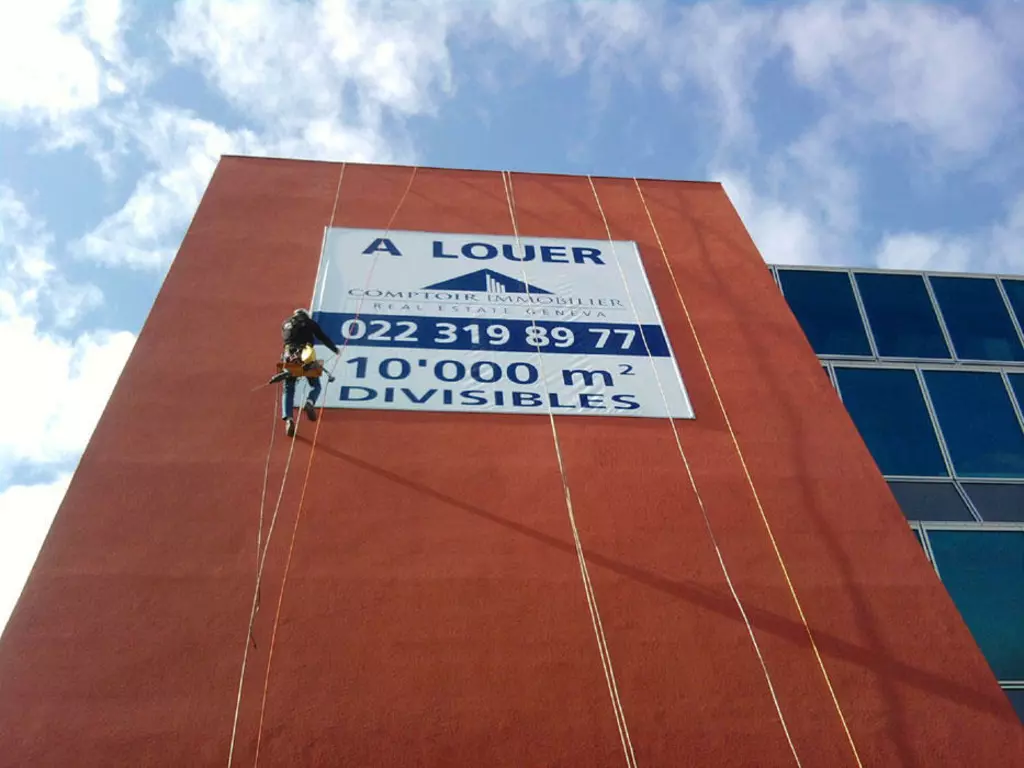 A LOUER
COMPTOIR IMMOBILIER
REAL ESTATE GENEVA
022 319 89 77
10'000 m²
DIVISIBLES